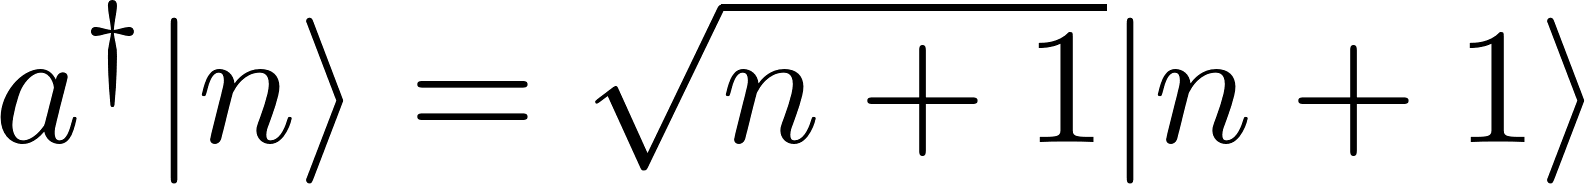 a†|n⟩ = √(n + 1)|n + 1⟩